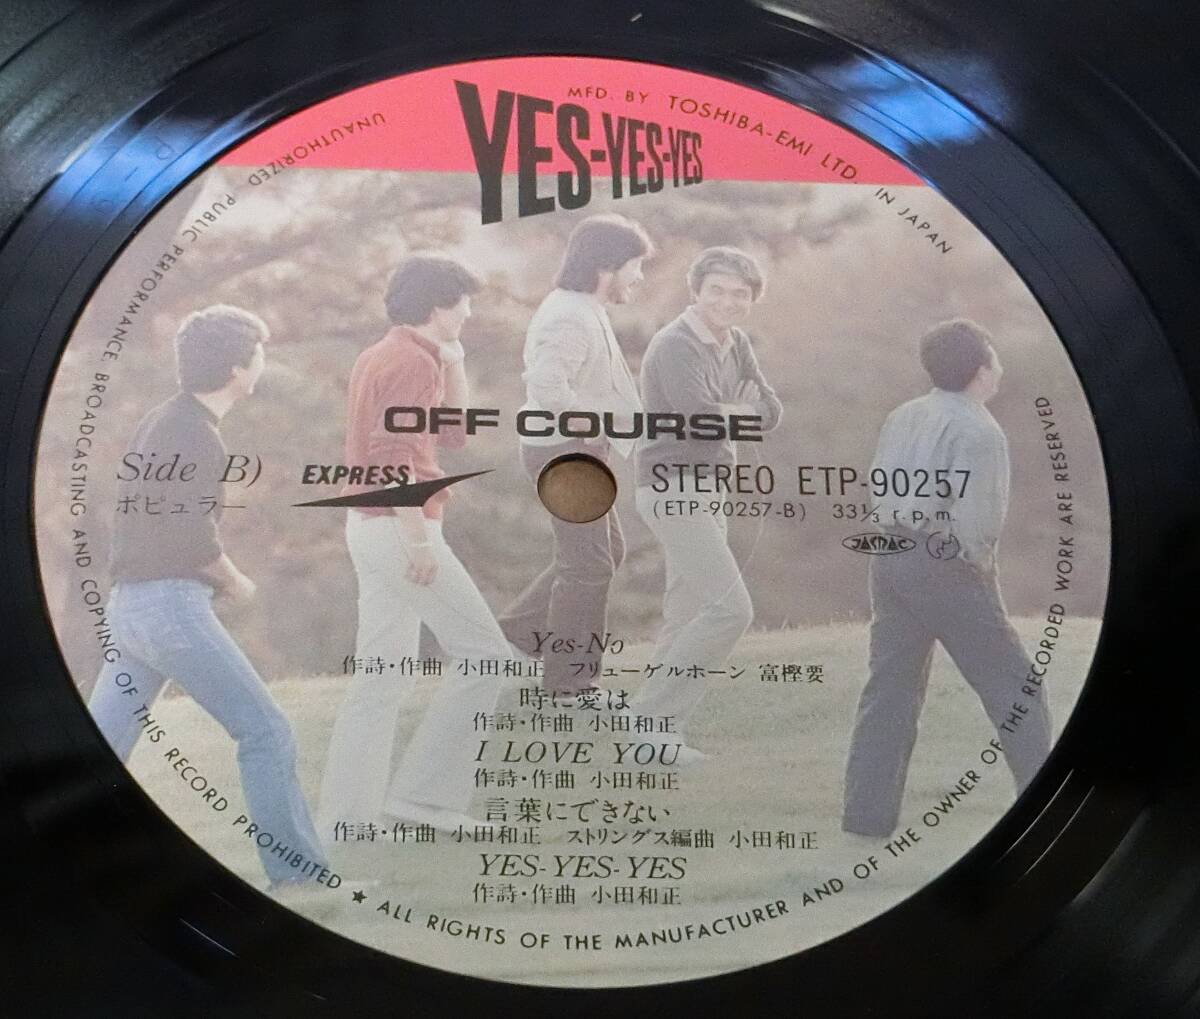 YES-YES-YES
MFD. BY TOSHIBA-EMI LTD. IN JAPAN
OFF COURSE
Side B)
ポピュラー
EXPRESS
STEREO ETP-90257
(ETP-90257-B) 33⅓ r.p.m.
JASRAC
Yes-No
作詩・作曲 小田和正 フリューゲルホーン 富樫要
時に愛は
作詩・作曲 小田和正
I LOVE YOU
作詩・作曲 小田和正
言葉にできない
作詩・作曲 小田和正 ストリングス編曲 小田和正
YES-YES-YES
作詩・作曲 小田和正
UNAUTHORIZED PUBLIC PERFORMANCE, BROADCASTING AND COPYING OF THIS RECORD PROHIBITED ★ ALL RIGHTS OF THE MANUFACTURER AND OF THE OWNER OF THE RECORDED WORK ARE RESERVED